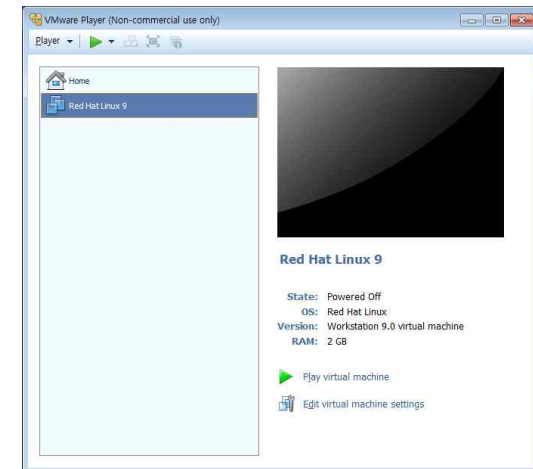 VMware Player (Non-commercial use only)
Player
Home
Red Hat Linux 9
Red Hat Linux 9
State: Powered Off
OS: Red Hat Linux
Version: Workstation 9.0 virtual machine
RAM: 2 GB
Play virtual machine
Edit virtual machine settings